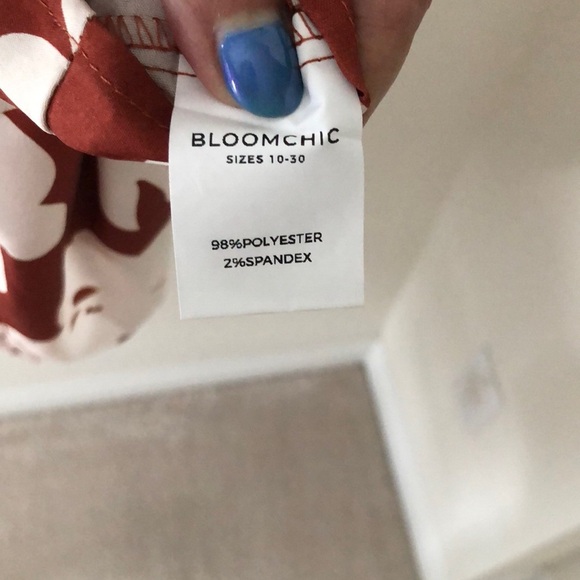 BLOOMCHIC
SIZES 10-30
98%POLYESTER
2%SPANDEX